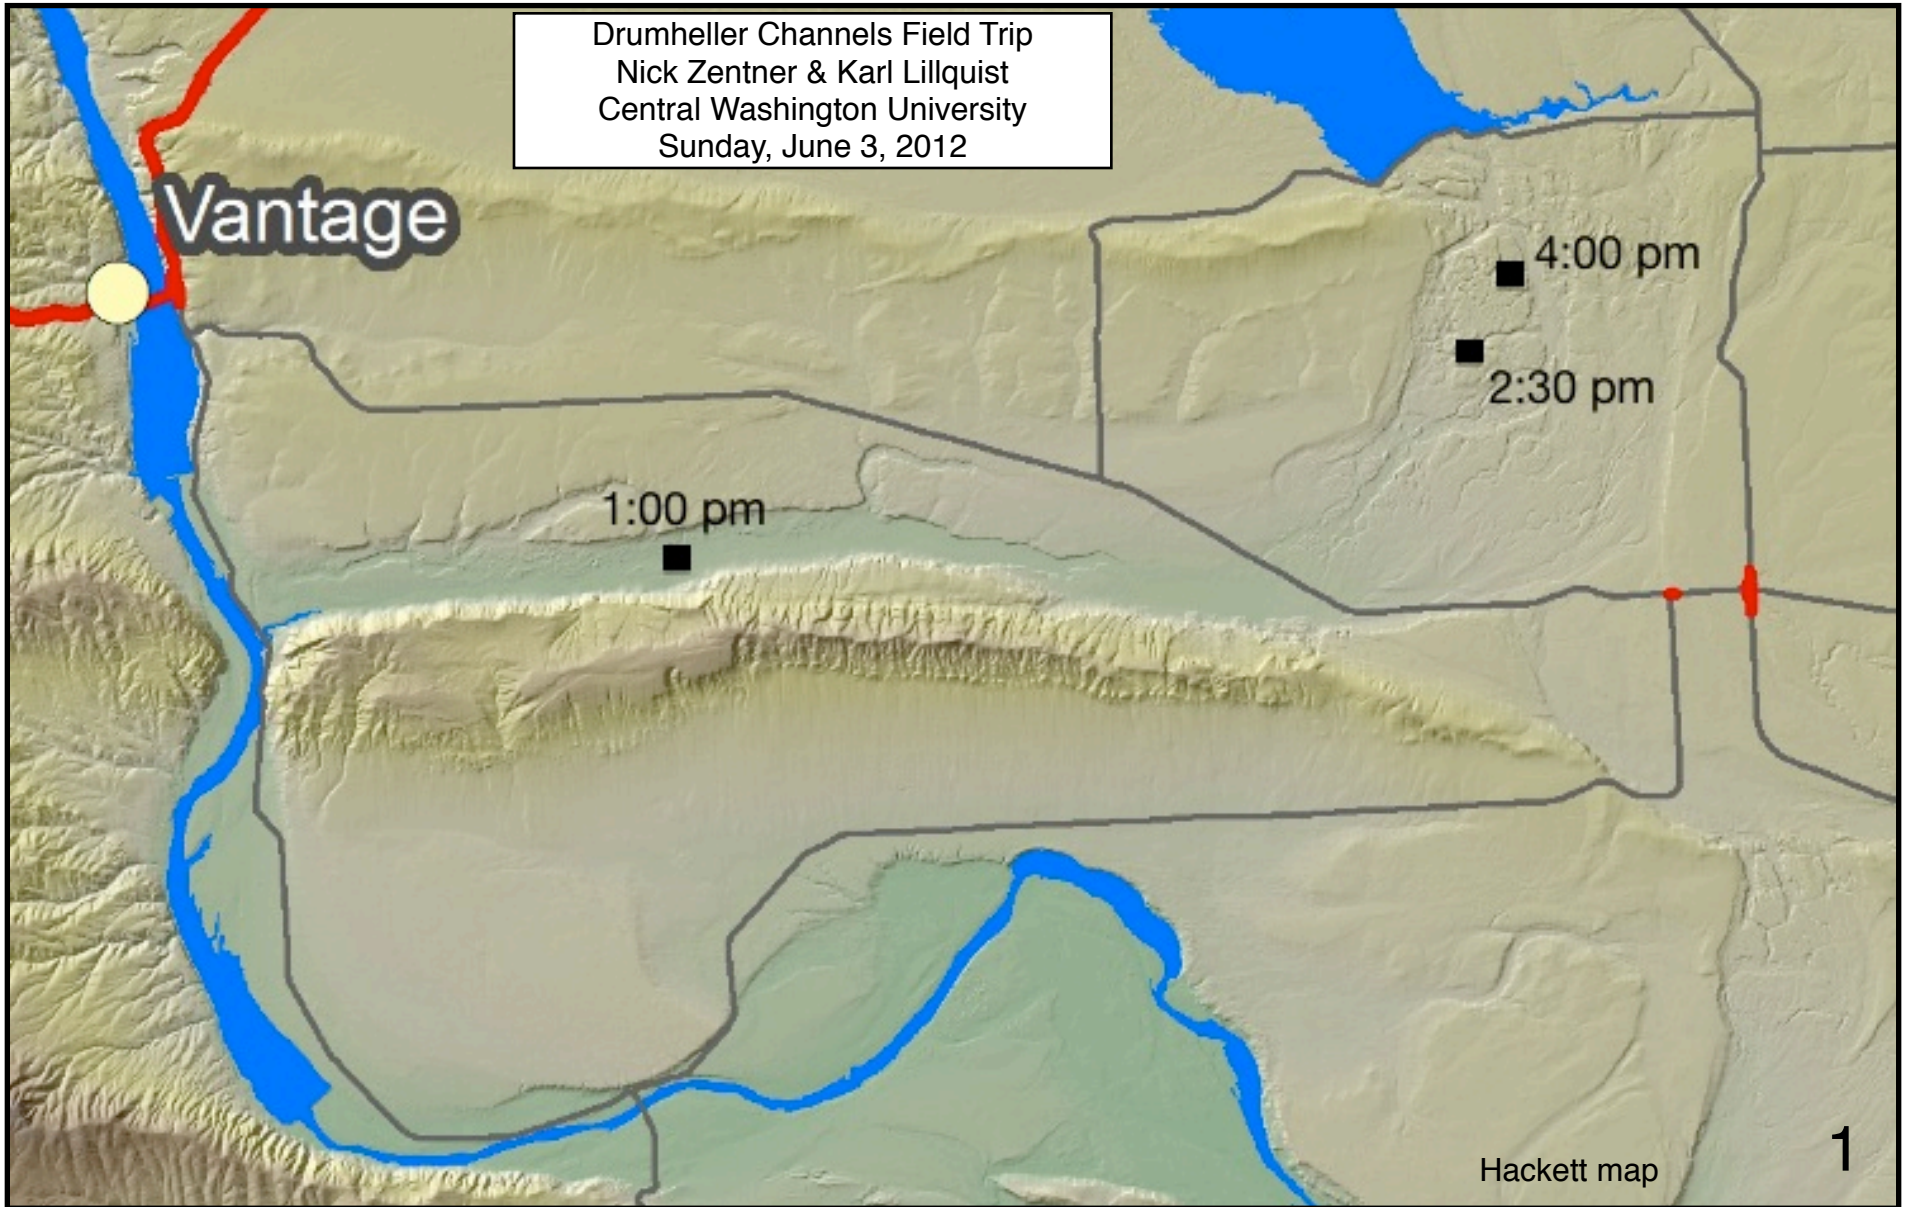 Drumheller Channels Field Trip
Nick Zentner & Karl Lillquist
Central Washington University
Sunday, June 3, 2012
Vantage
4:00 pm
2:30 pm
1:00 pm
Hackett map
1